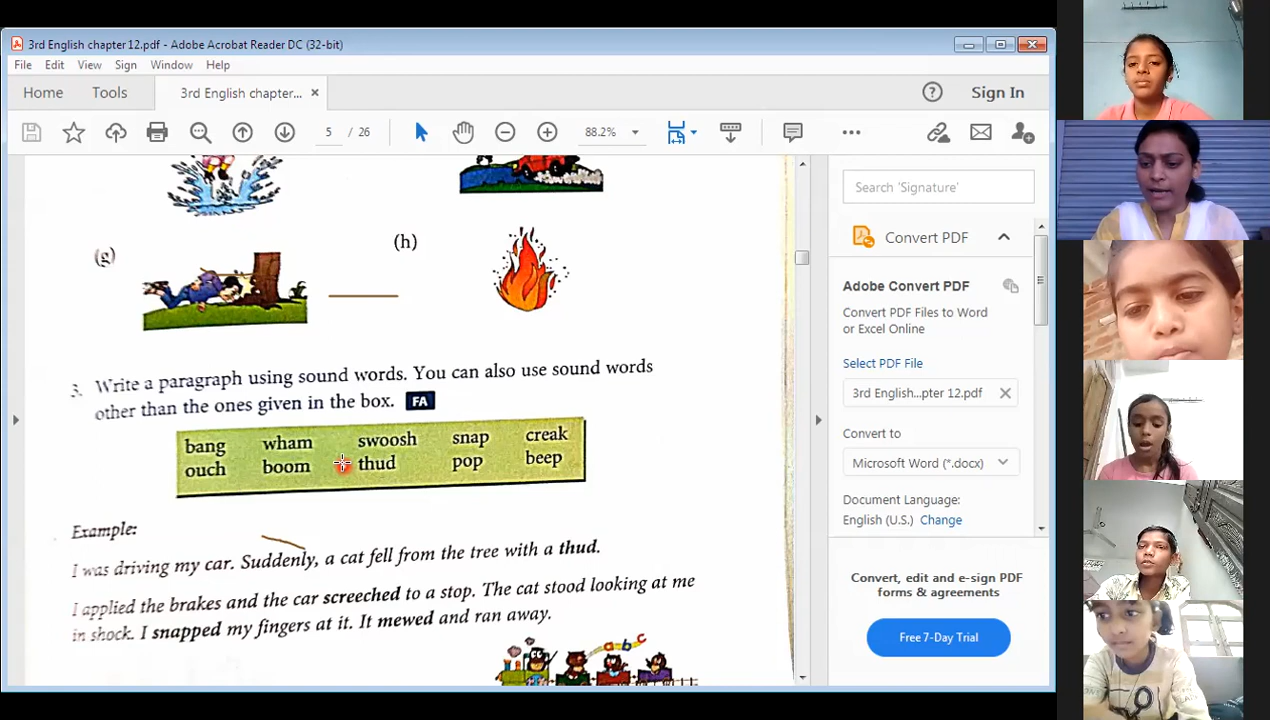 3rd English chapter 12.pdf - Adobe Acrobat Reader DC (32-bit)
File Edit View Sign Window Help
Home Tools 3rd English chapter... × Sign In
5 / 26 88.2%
(g) (h)
3. Write a paragraph using sound words. You can also use sound words
other than the ones given in the box. FA
bang wham swoosh snap creak
ouch boom thud pop beep
Example:
I was driving my car. Suddenly, a cat fell from the tree with a thud.
I applied the brakes and the car screeched to a stop. The cat stood looking at me
in shock. I snapped my fingers at it. It mewed and ran away.
a b c
Search 'Signature'
Convert PDF
Adobe Convert PDF
Convert PDF Files to Word
or Excel Online
Select PDF File
3rd English...pter 12.pdf ×
Convert to
Microsoft Word (*.docx)
Document Language:
English (U.S.) Change
Convert, edit and e-sign PDF
forms & agreements
Free 7-Day Trial